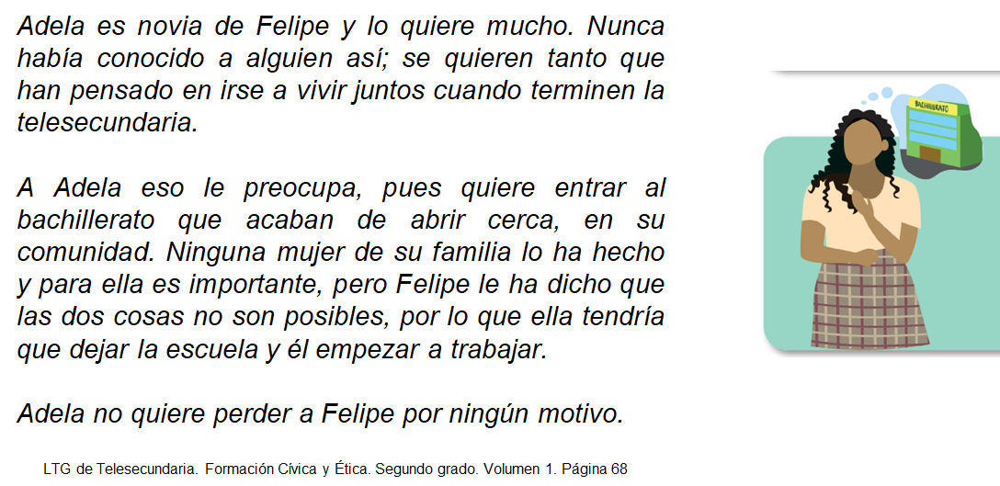 Adela es novia de Felipe y lo quiere mucho. Nunca
había conocido a alguien así; se quieren tanto que
han pensado en irse a vivir juntos cuando terminen la
telesecundaria.
A Adela eso le preocupa, pues quiere entrar al
bachillerato que acaban de abrir cerca, en su
comunidad. Ninguna mujer de su familia lo ha hecho
y para ella es importante, pero Felipe le ha dicho que
las dos cosas no son posibles, por lo que ella tendría
que dejar la escuela y él empezar a trabajar.
Adela no quiere perder a Felipe por ningún motivo.
LTG de Telesecundaria. Formación Cívica y Ética. Segundo grado. Volumen 1. Página 68
BACHILLERATO